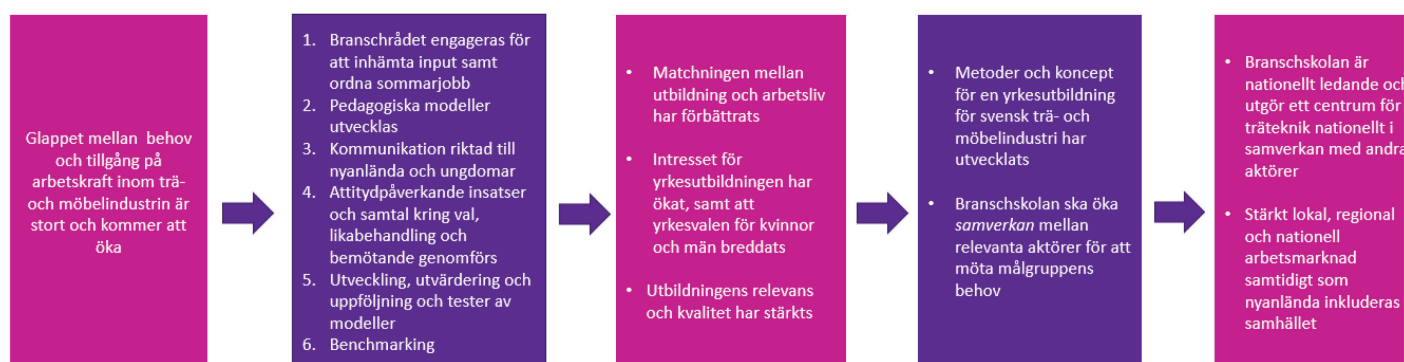 Glappet mellan behov
och tillgång på
arbetskraft inom trä-
och möbelindustrin är
stort och kommer att
öka
1. Branschrådet engageras för
att inhämta input samt
ordna sommarjobb
2. Pedagogiska modeller
utvecklas
3. Kommunikation riktad till
nyanlända och ungdomar
4. Attitydpåverkande insatser
och samtal kring val,
likabehandling och
bemötande genomförs
5. Utveckling, utvärdering och
uppföljning och tester av
modeller
6. Benchmarking
• Matchningen mellan
utbildning och arbetsliv
har förbättrats
• Intresset för
yrkesutbildningen har
ökat, samt att
yrkesvalen för kvinnor
och män breddats
• Utbildningens relevans
och kvalitet har stärkts
• Metoder och concept
för en yrkesutbildning
för svensk trä- och
möbelindustri har
utvecklats
• Branschskolan ska öka
samverkan mellan
relevanta aktörer för att
möta målgruppens
behov
• Branschskolan är
nationellt ledande och
utgör ett centrum för
träteknik nationellt i
samverkan med andra
aktörer
• Stärkt lokal, regional
och nationell
arbetsmarknad
samtidigt som
nyanlända inkluderas
samhället